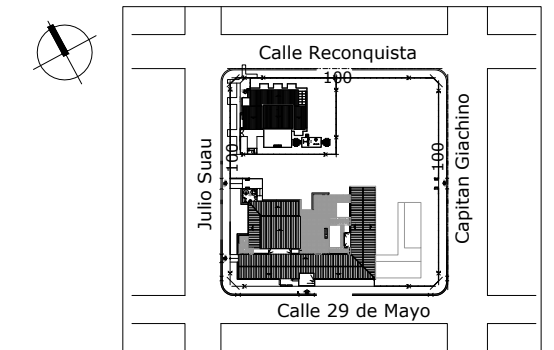 Calle Reconquista
100
100
100
Julio Suau
Capitan Giachino
Calle 29 de Mayo